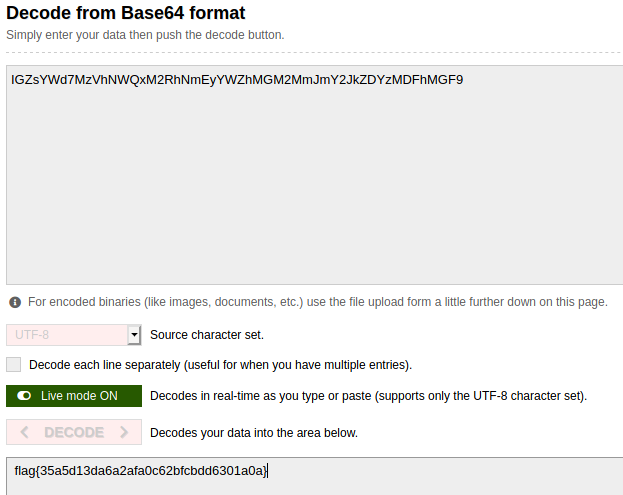 Decode from Base64 format
Simply enter your data then push the decode button.
IGZsYWd7MzVhNWQxM2RhNmEyYWZhMGM2MmJmY2JkZDYzMDFhMGF9
For encoded binaries (like images, documents, etc.) use the file upload form a little further down on this page.
UTF-8 Source character set.
Decode each line separately (useful for when you have multiple entries).
Live mode ON Decodes in real-time as you type or paste (supports only the UTF-8 character set).
< DECODE > Decodes your data into the area below.
flag{35a5d13da6a2afa0c62bfcbdd6301a0a}